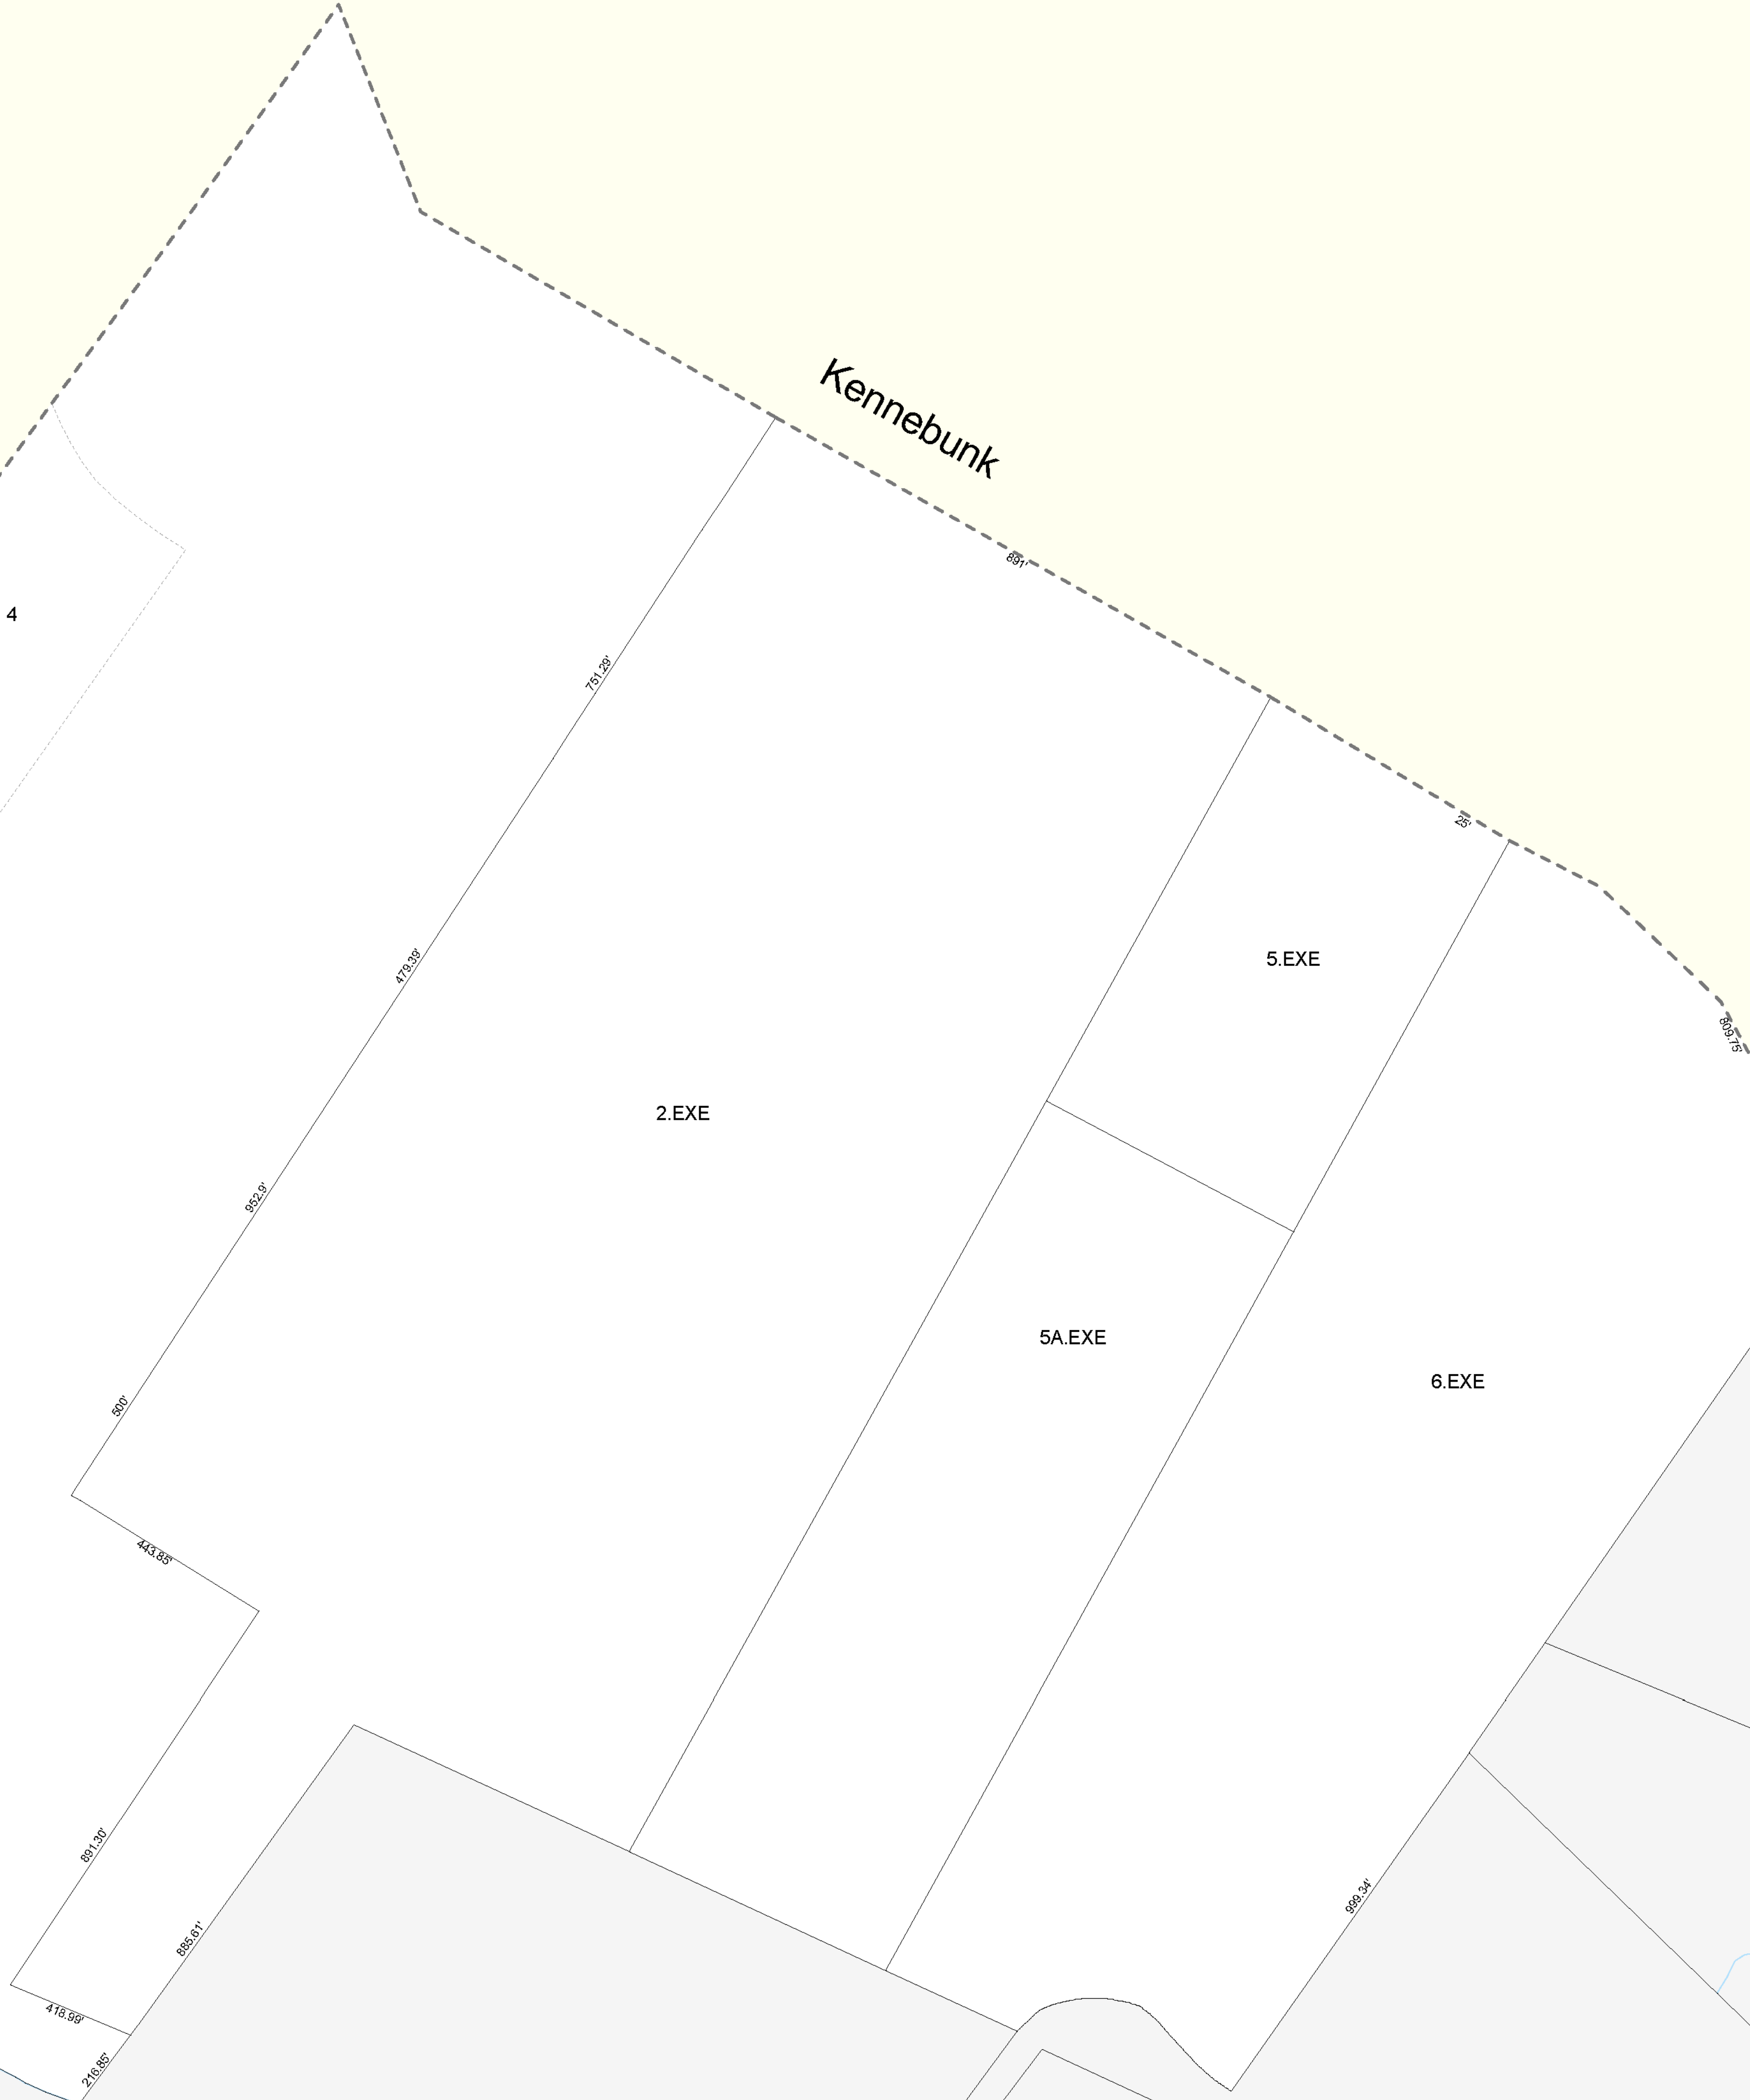 Kennebunk
891'
4
751.29'
25'
479.39'
5.EXE
809.75'
2.EXE
952.9'
5A.EXE
6.EXE
500'
443.85'
891.30'
999.34'
885.61'
418.99'
216.85'